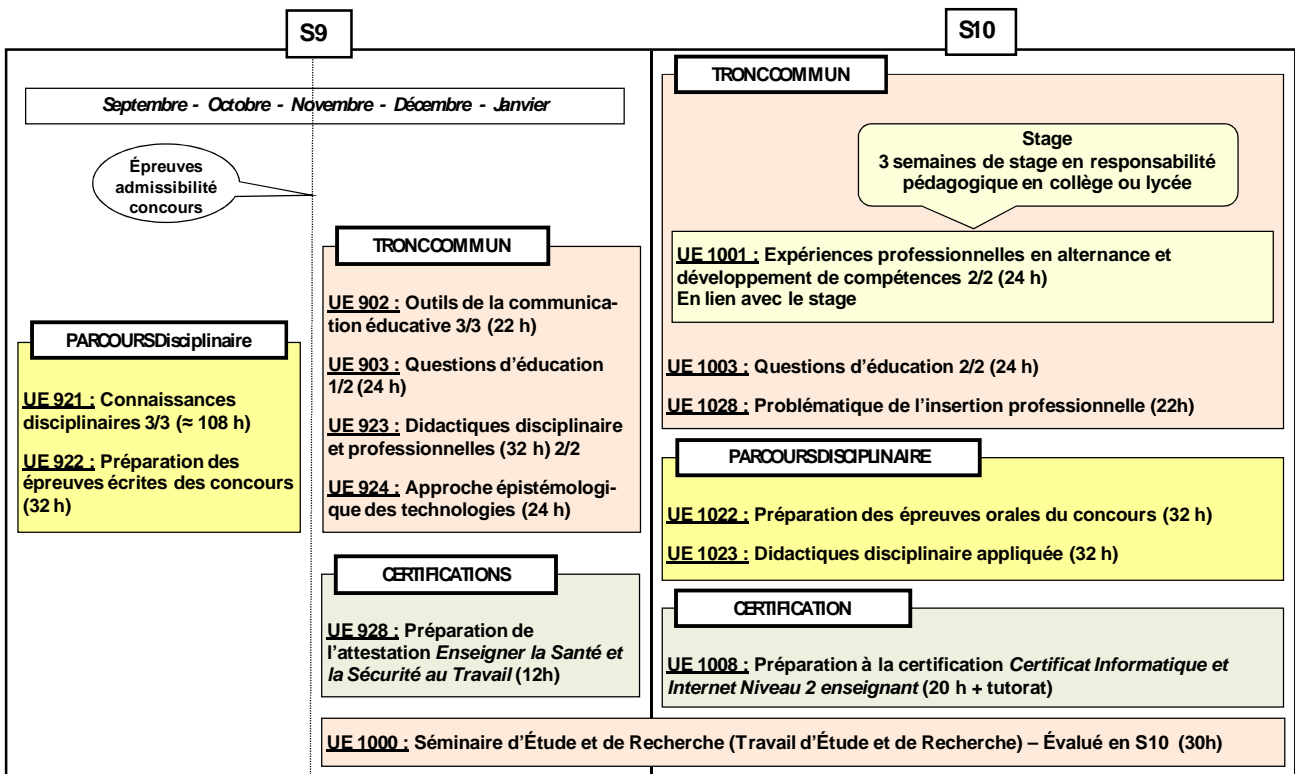 S9
S10
Septembre - Octobre - Novembre - Décembre - Janvier
Épreuves
admissibilité
concours
PARCOURS Disciplinaire
UE 921 : Connaissances
disciplinaires 3/3 (≈ 108 h)
UE 922 : Préparation des
épreuves écrites des concours
(32 h)
TRONC COMMUN
UE 902 : Outils de la communica-
tion éducative 3/3 (22 h)
UE 903 : Questions d’éducation
1/2 (24 h)
UE 923 : Didactiques disciplinaire
et professionnelles (32 h) 2/2
UE 924 : Approche épistémologi-
que des technologies (24 h)
CERTIFICATIONS
UE 928 : Préparation de
l’attestation Enseigner la Santé et
la Sécurité au Travail (12h)
TRONC COMMUN
Stage
3 semaines de stage en responsabilité
pédagogique en collège ou lycée
UE 1001 : Expériences professionnelles en alternance et
développement de compétences 2/2 (24 h)
En lien avec le stage
UE 1003 : Questions d’éducation 2/2 (24 h)
UE 1028 : Problématique de l’insertion professionnelle (22h)
PARCOURS DISCIPLINAIRE
UE 1022 : Préparation des épreuves orales du concours (32 h)
UE 1023 : Didactiques disciplinaire appliquée (32 h)
CERTIFICATION
UE 1008 : Préparation à la certification Certificat Informatique et
Internet Niveau 2 enseignant (20 h + tutorat)
UE 1000 : Séminaire d’Étude et de Recherche (Travail d’Étude et de Recherche) – Évalué en S10 (30h)